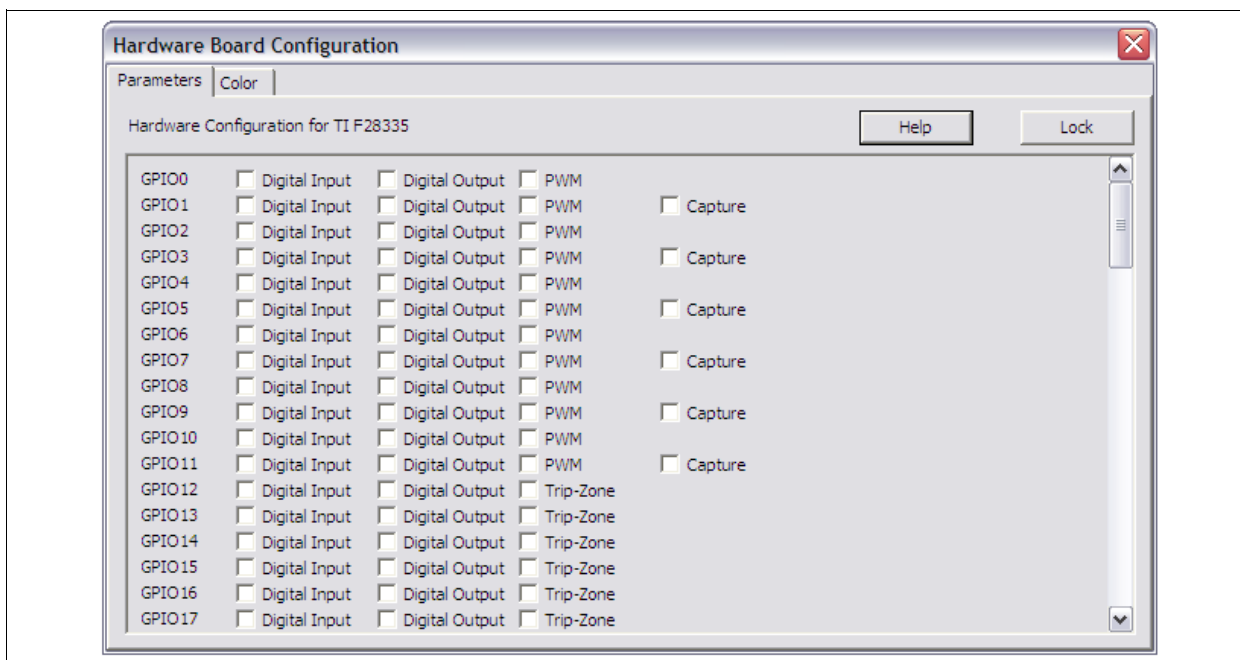 Hardware Board Configuration
Parameters Color
Hardware Configuration for TI F28335 Help Lock
GPIO0 Digital Input Digital Output PWM
GPIO1 Digital Input Digital Output PWM Capture
GPIO2 Digital Input Digital Output PWM
GPIO3 Digital Input Digital Output PWM Capture
GPIO4 Digital Input Digital Output PWM
GPIO5 Digital Input Digital Output PWM Capture
GPIO6 Digital Input Digital Output PWM
GPIO7 Digital Input Digital Output PWM Capture
GPIO8 Digital Input Digital Output PWM
GPIO9 Digital Input Digital Output PWM Capture
GPIO10 Digital Input Digital Output PWM
GPIO11 Digital Input Digital Output PWM Capture
GPIO12 Digital Input Digital Output Trip-Zone
GPIO13 Digital Input Digital Output Trip-Zone
GPIO14 Digital Input Digital Output Trip-Zone
GPIO15 Digital Input Digital Output Trip-Zone
GPIO16 Digital Input Digital Output Trip-Zone
GPIO17 Digital Input Digital Output Trip-Zone